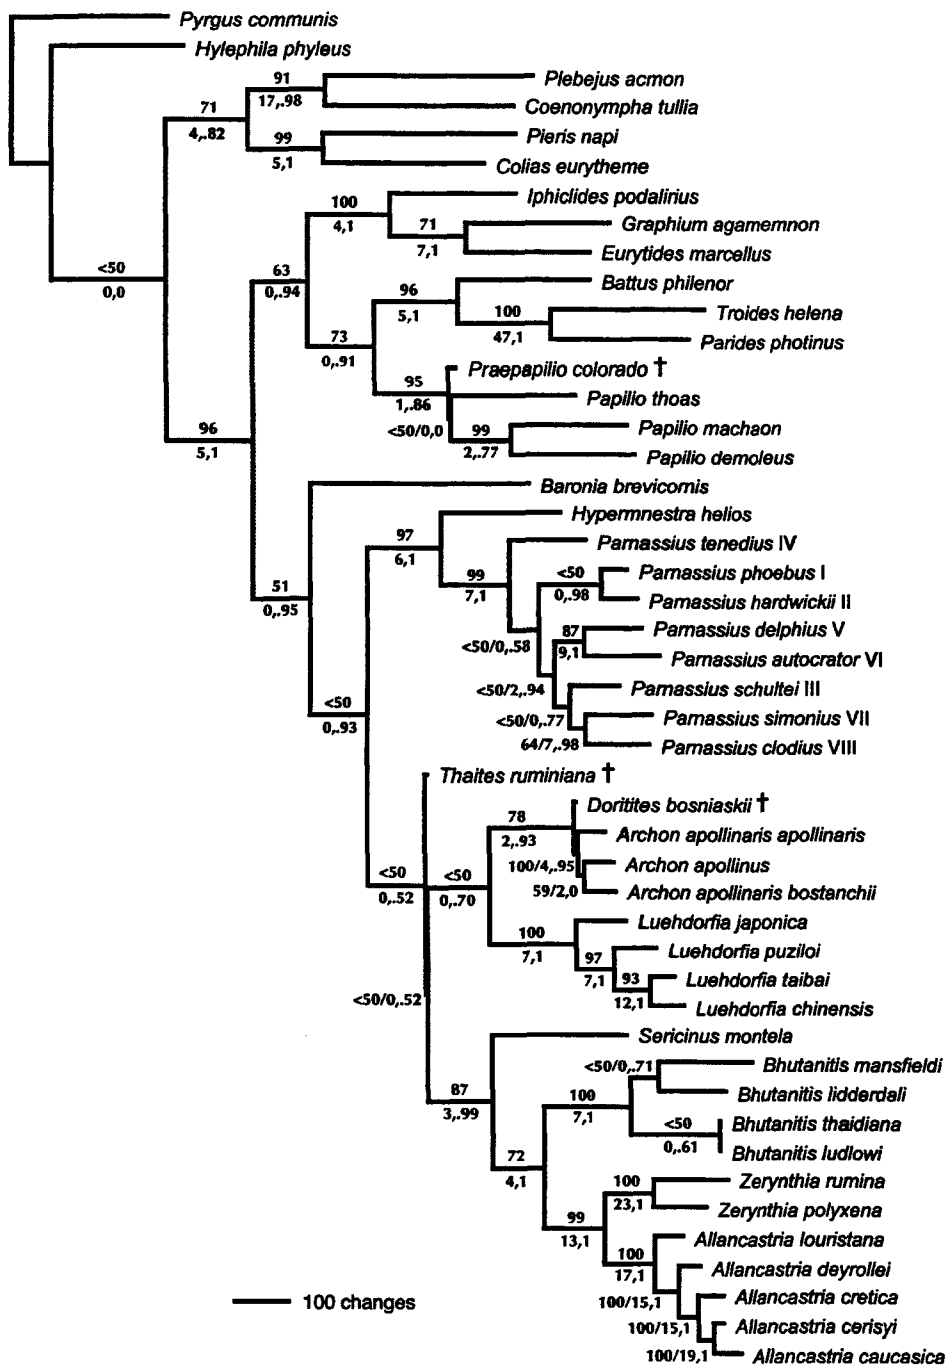 Pyrgus communis
Hylephila phyleus
91
Plebejus acmon
17,.98
Coenonympha tullia
71
4,.82
99
Pieris napi
5,1
Colias eurytheme
100
Iphiclides podalirius
4,1
71
Graphium agamemnon
7,1
Eurytides marcellus
<50
0,0
63
0,.94
96
Battus philenor
5,1
100
Troides helena
47,1
Parides photinus
73
0,.91
Praepapilio colorado †
95
1,.86
Papilio thoas
<50/0,0
99
Papilio machaon
2,.77
Papilio demoleus
96
5,1
Baronia brevicornis
97
Hypermnestra helios
6,1
Parnassius tenedius IV
99
7,1
<50
Parnassius phoebus I
0,.98
Parnassius hardwickii II
51
0,.95
87
Parnassius delphius V
<50/0,.58
9,1
Parnassius autocrator VI
<50/2,.94
Parnassius schultei III
<50
0,.93
<50/0,.77
Parnassius simonius VII
64/7,.98
Parnassius clodius VIII
Thaites ruminiana †
Doritites bosniaskii †
78
2,.93
Archon apollinaris apollinaris
100/4,.95
Archon apollinus
<50
0,.52
<50
0,.70
59/2,0
Archon apollinaris bostanchii
Luehdorfia japonica
100
7,1
97
Luehdorfia puziloi
7,1
93
Luehdorfia taibai
12,1
Luehdorfia chinensis
<50/0,.52
Sericinus montela
<50/0,.71
Bhutanitis mansfieldi
87
3,.99
100
7,1
Bhutanitis lidderdali
<50
Bhutanitis thaidiana
0,.61
Bhutanitis ludlowi
72
4,1
100
Zerynthia rumina
23,1
Zerynthia polyxena
99
13,1
Allancastria louristana
100
17,1
Allancastria deyrollei
100/15,1
Allancastria cretica
100/15,1
Allancastria cerisyi
100/19,1
Allancastria caucasica
100 changes